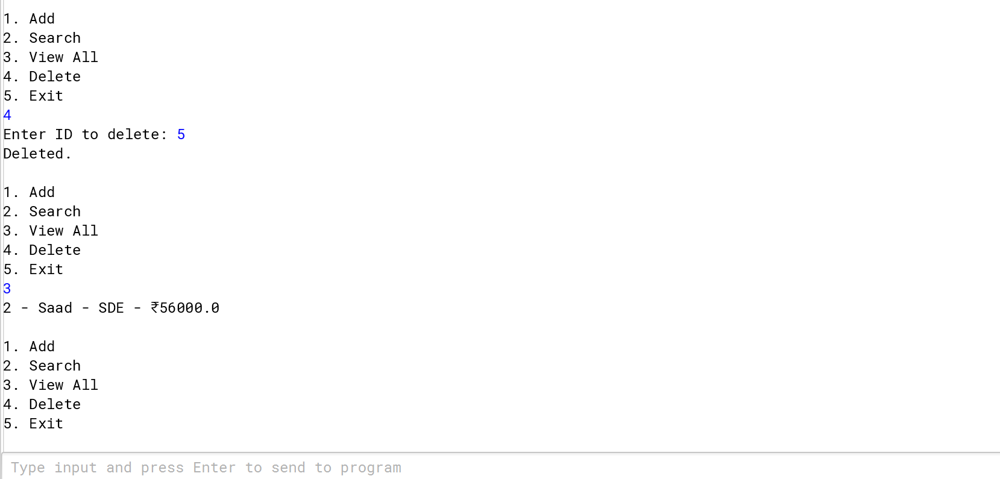 1. Add
2. Search
3. View All
4. Delete
5. Exit
4
Enter ID to delete: 5
Deleted.
1. Add
2. Search
3. View All
4. Delete
5. Exit
3
2 - Saad - SDE - ₹56000.0
1. Add
2. Search
3. View All
4. Delete
5. Exit
Type input and press Enter to send to program